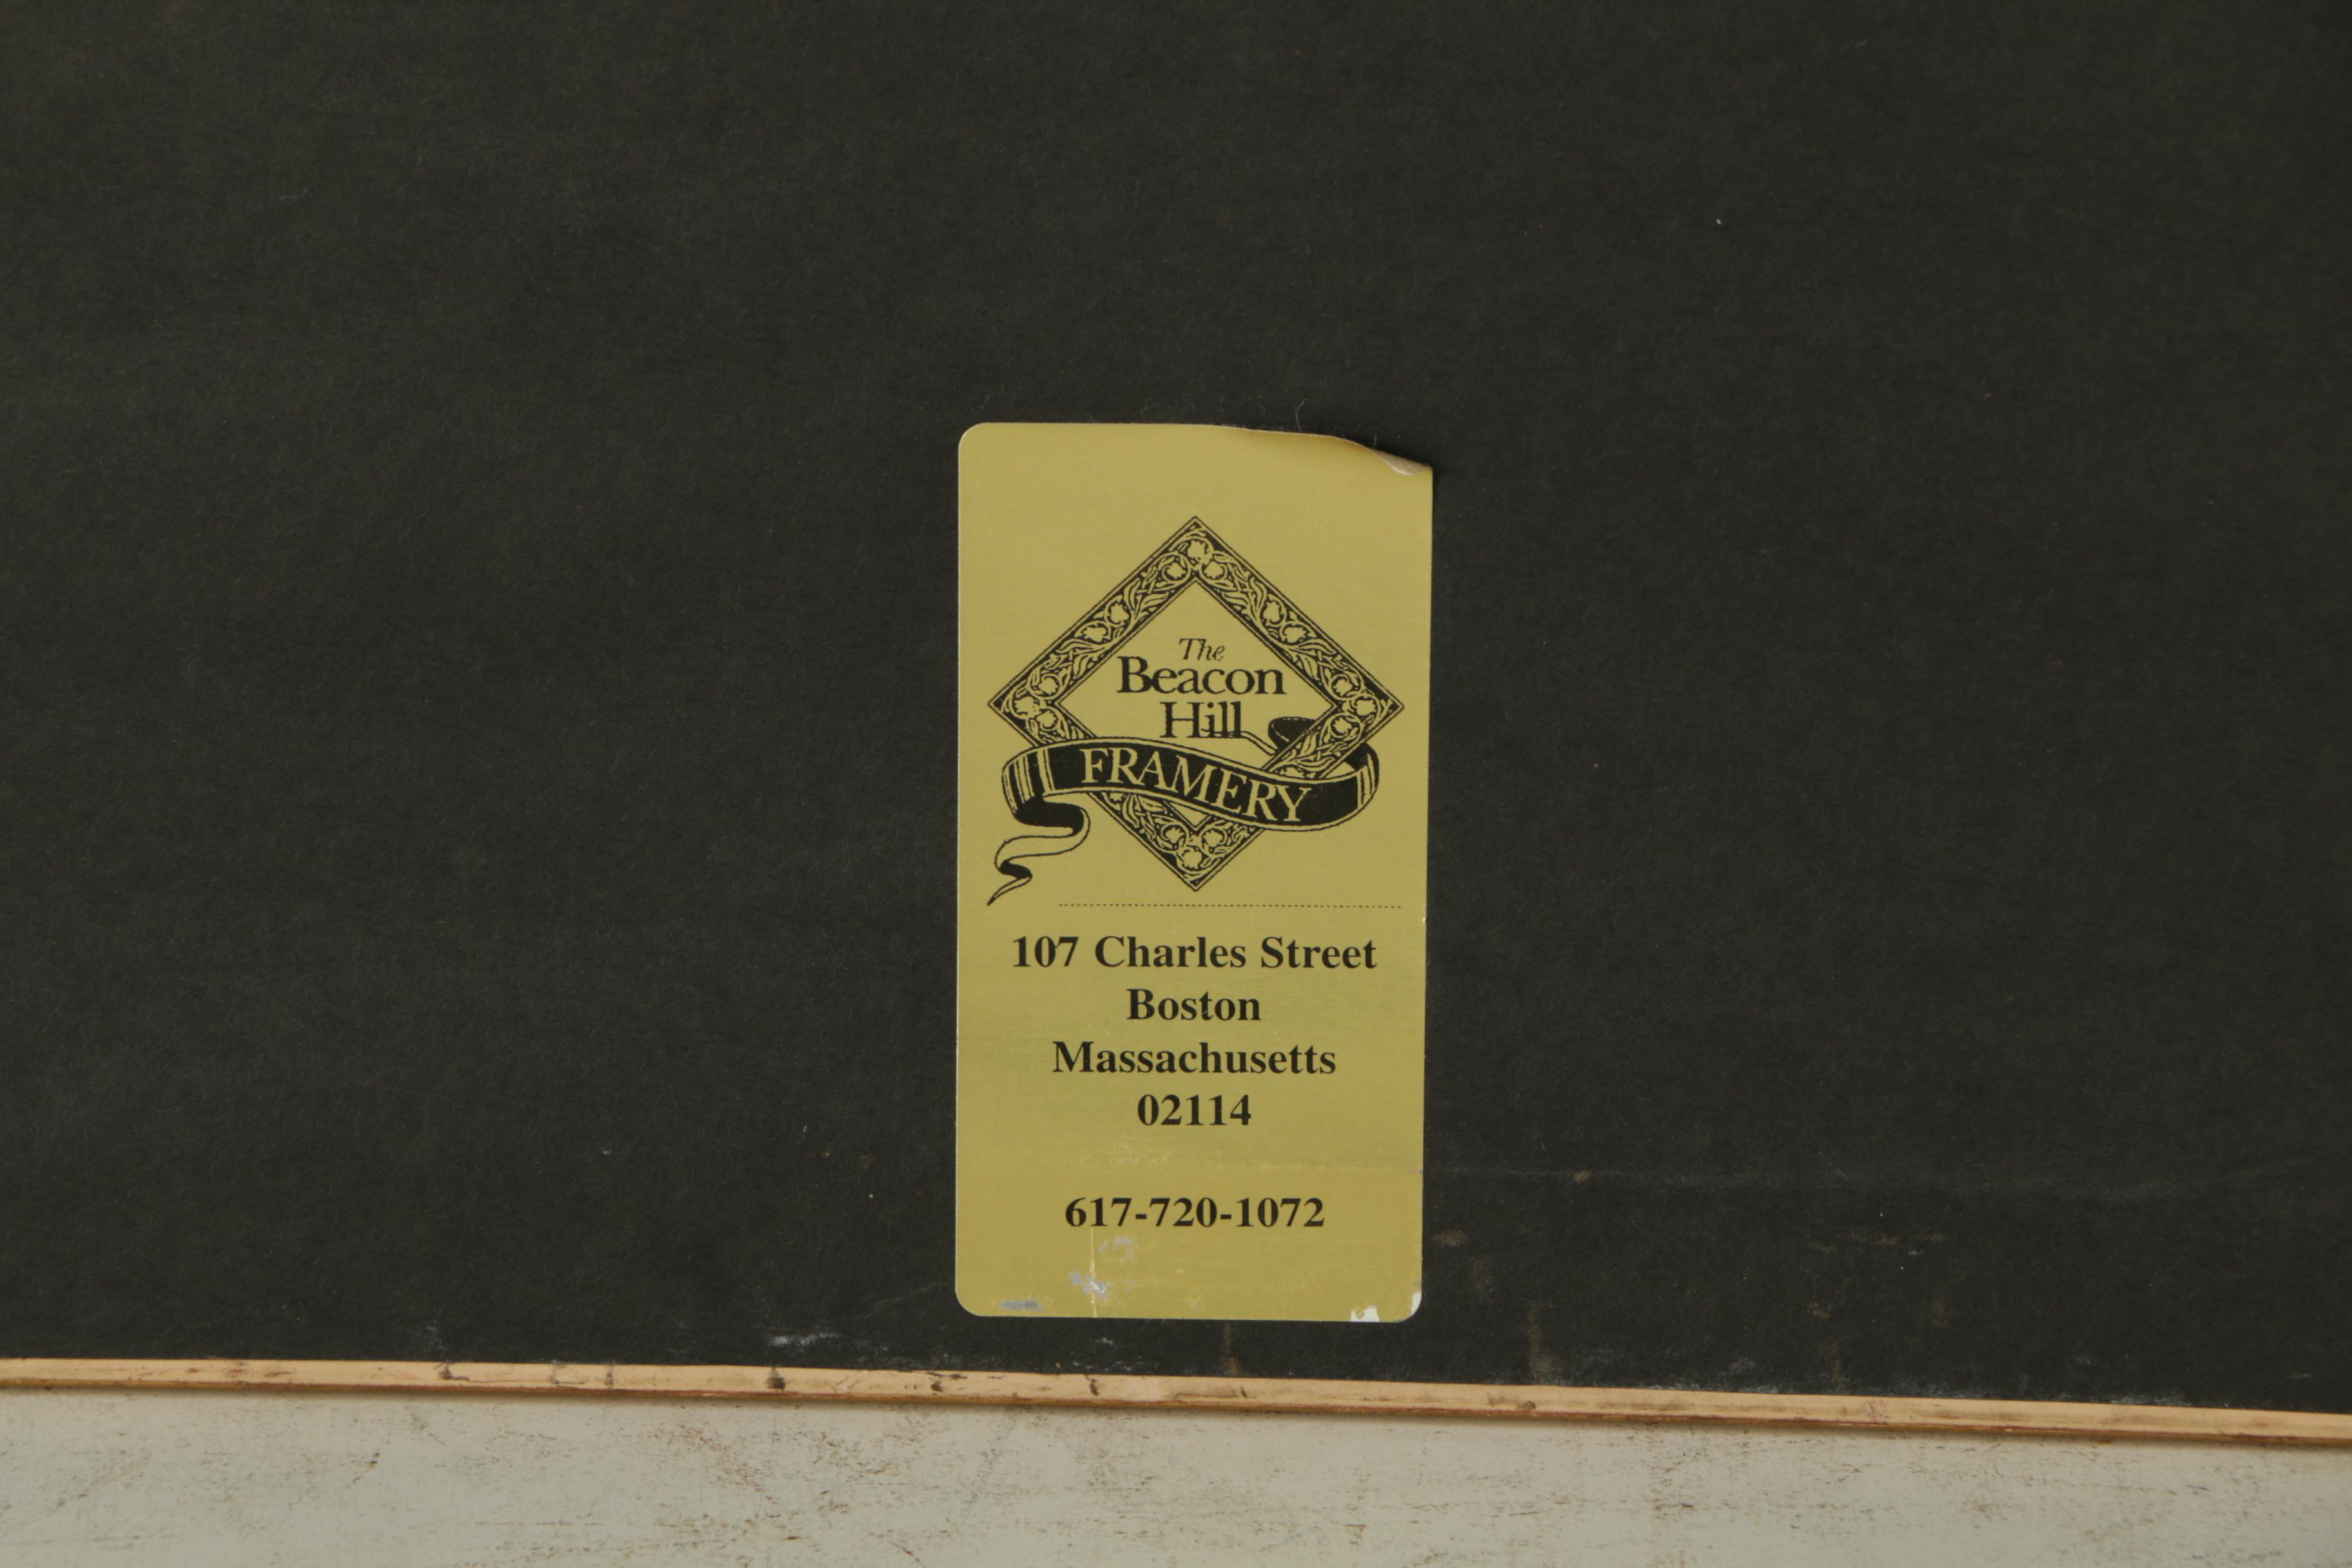 The
Beacon
Hill
FRAMERY
107 Charles Street
Boston
Massachusetts
02114
617-720-1072